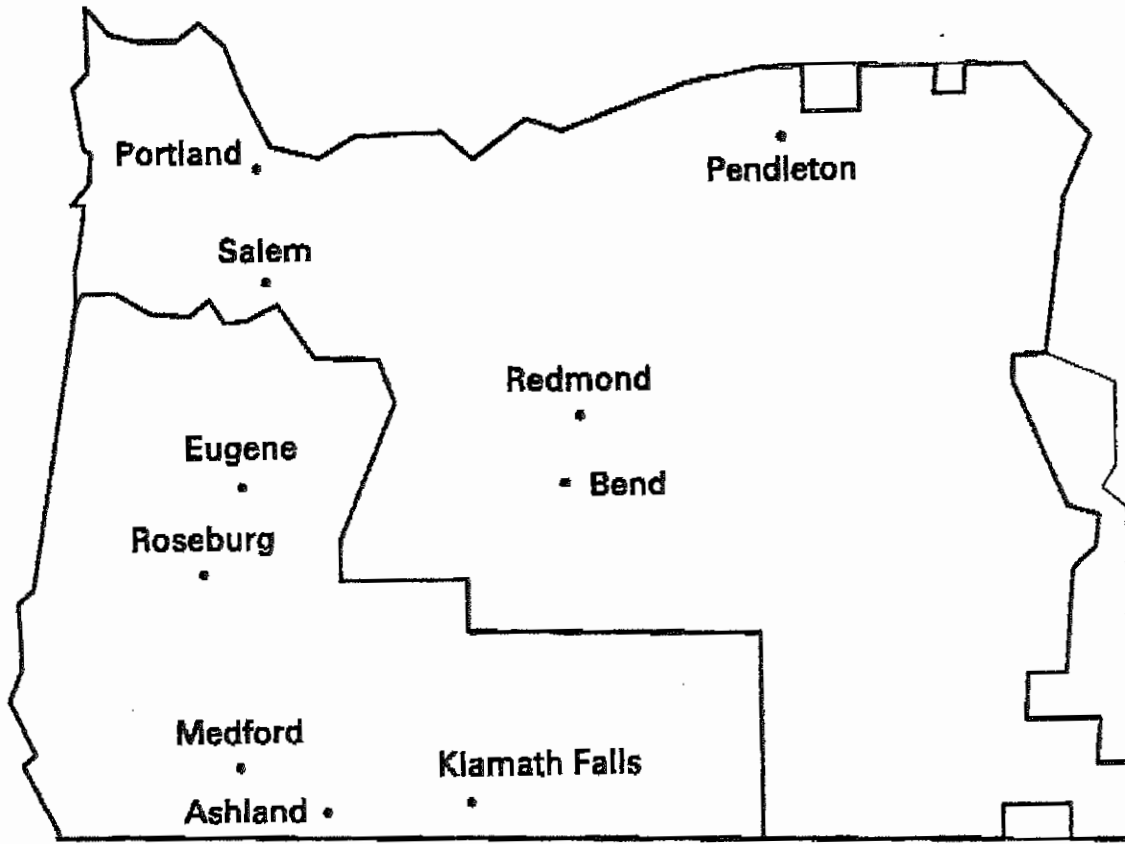 Portland
Pendleton
Salem
Redmond
Eugene
Bend
Roseburg
Medford
Klamath Falls
Ashland